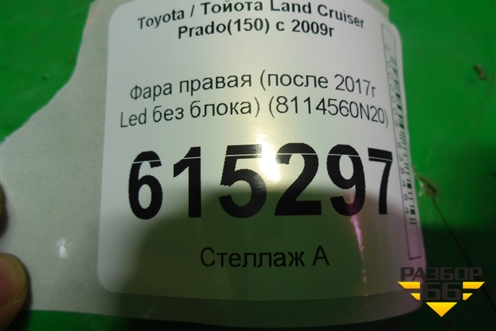 Toyota / Тойота Land Cruiser
Prado(150) с 2009г
Фара правая (после 2017г
Led без блока) (8114560N20)
615297
Стеллаж А
РАЗБОР
66